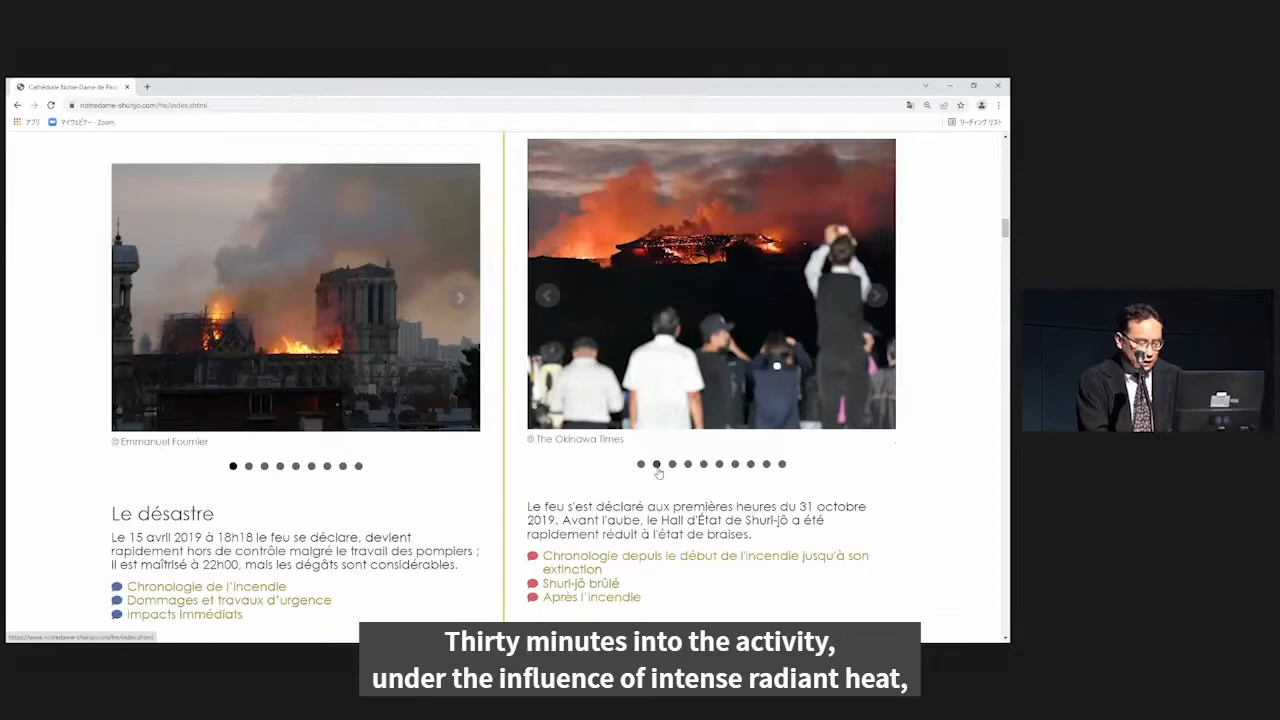 Cathédrale Notre-Dame de Pari
notredame-shurijo.com/fre/index.shtml
アプリ
マイウェビナー - Zoom
リーディング リスト
© Emmanuel Fournier
© The Okinawa Times
Le désastre
Le 15 avril 2019 à 18h18 le feu se déclare, devient
rapidement hors de contrôle malgré le travail des pompiers ;
il est maîtrisé à 22h00, mais les dégâts sont considérables.
Chronologie de l'incendie
Dommages et travaux d'urgence
Impacts immédiats
Le feu s'est déclaré aux premières heures du 31 octobre
2019. Avant l'aube, le Hall d'État de Shuri-jô a été
rapidement réduit à l'état de braises.
Chronologie depuis le début de l'incendie jusqu'à son
extinction
Shuri-jô brûlé
Après l'incendie
https://www.notredame-shurijo.com/fre/index.shtml
Thirty minutes into the activity,
under the influence of intense radiant heat,